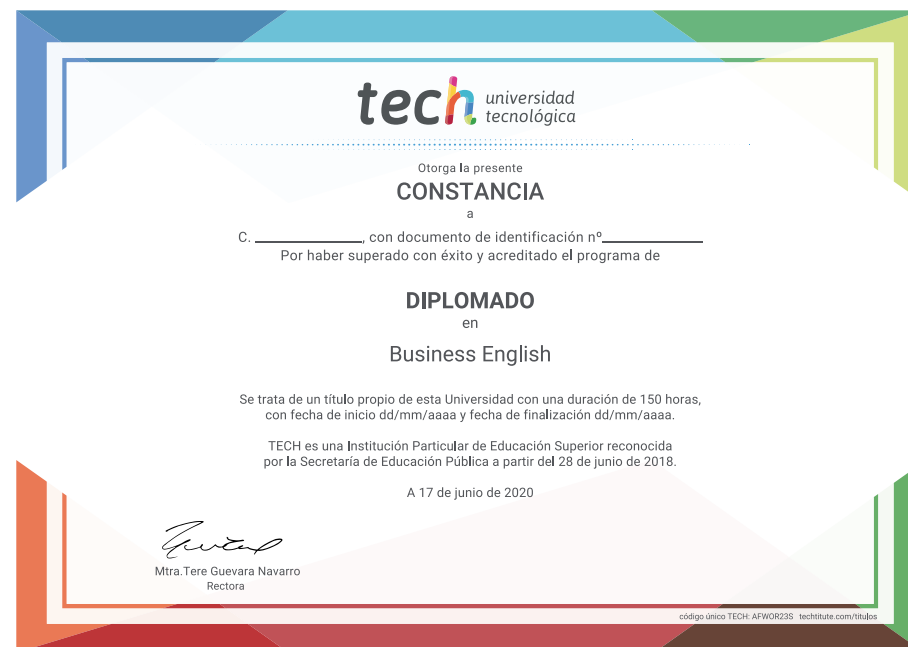 tech universidad
tecnológica
Otorga la presente
CONSTANCIA
a
C. ______________, con documento de identificación nº______________
Por haber superado con éxito y acreditado el programa de
DIPLOMADO
en
Business English
Se trata de un título propio de esta Universidad con una duración de 150 horas,
con fecha de inicio dd/mm/aaaa y fecha de finalización dd/mm/aaaa.
TECH es una Institución Particular de Educación Superior reconocida
por la Secretaría de Educación Pública a partir del 28 de junio de 2018.
A 17 de junio de 2020
Mtra.Tere Guevara Navarro
Rectora
código único TECH: AFWOR23S techtitute.com/titulos